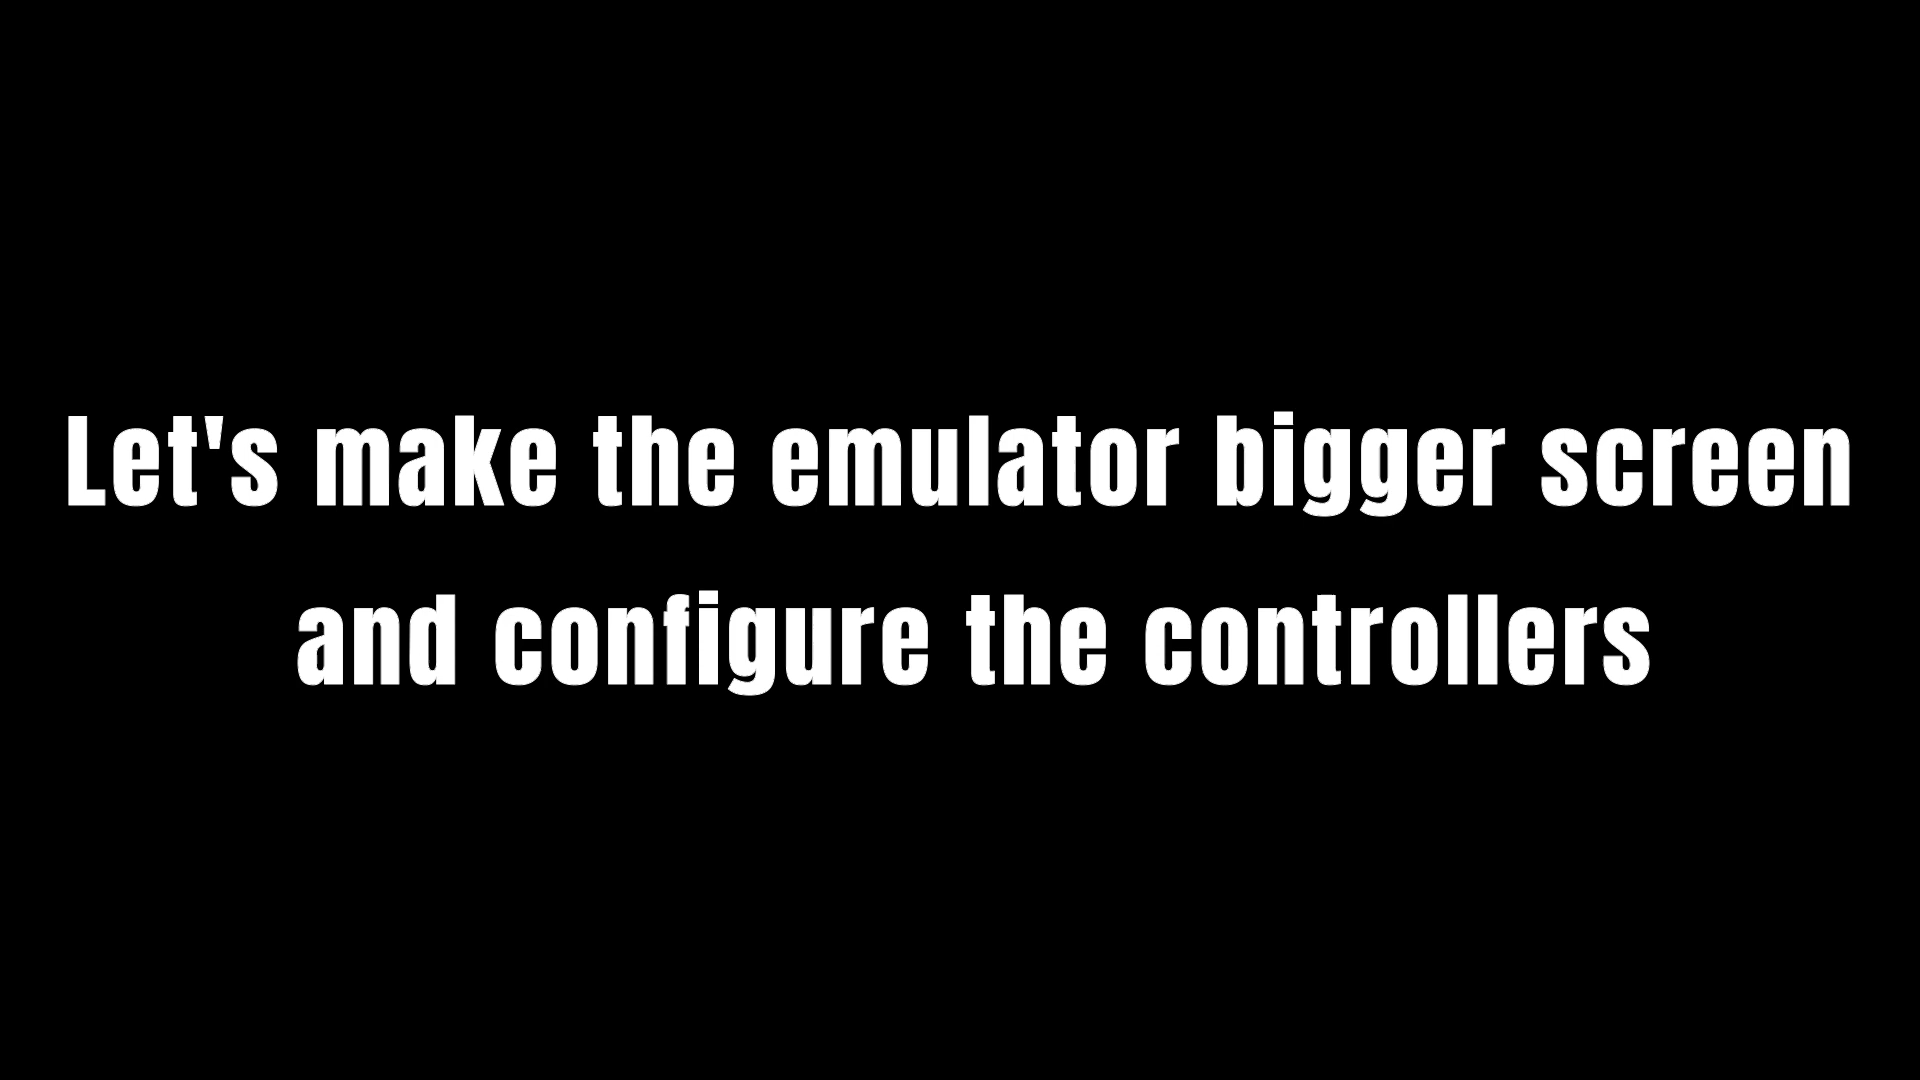 Let's make the emulator bigger screen
and configure the controllers